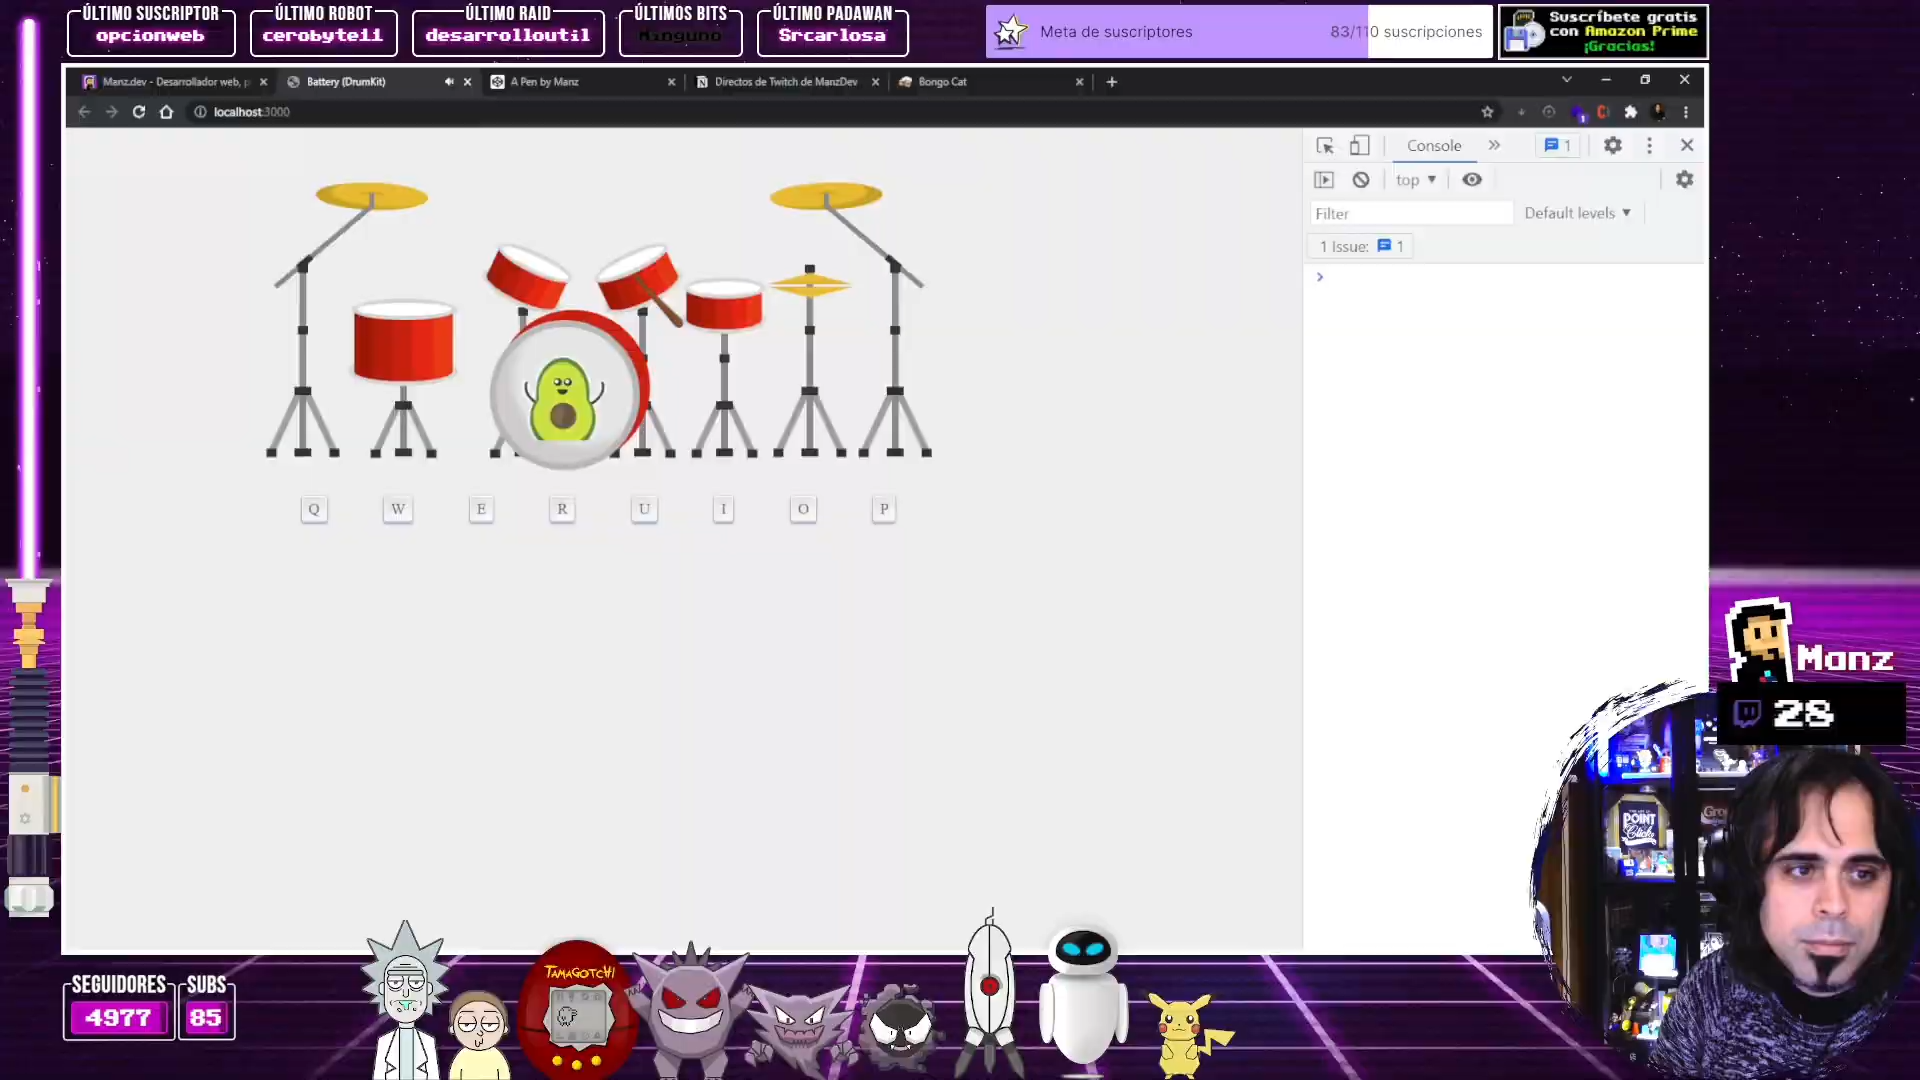 ÚLTIMO SUSCRIPTOR
opcionweb
ÚLTIMO ROBOT
cerobyte11
ÚLTIMO RAID
desarrolloutil
ÚLTIMOS BITS
Ninguno
ÚLTIMO PADAWAN
Srcarlosa
Meta de suscriptores
83/110 suscripciones
Suscríbete gratis
con Amazon Prime
¡Gracias!
Manz.dev - Desarrollador web, p
Battery (DrumKit)
A Pen by Manz
Directos de Twitch de ManzDev
Bongo Cat
localhost:3000
Console
1
top
Filter
Default levels
1 Issue: 1
Q W E R U I O P
Manz
28
POINT
Click
SEGUIDORES
4977
SUBS
85
TAMAGOTCHI